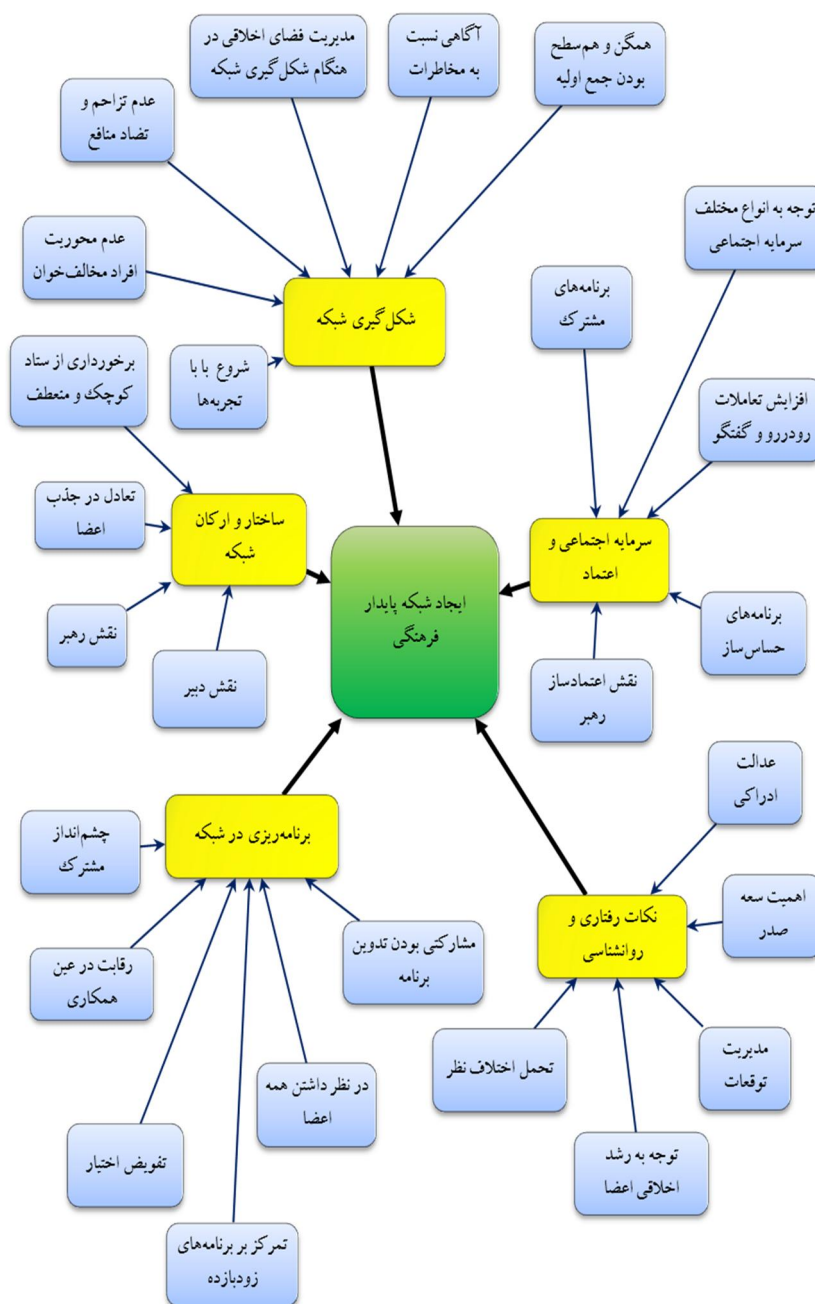 همگن و هم‌سطح
بودن جمع اولیه
آگاهی نسبت
به مخاطرات
مدیریت فضای اخلاقی در
هنگام شکل‌گیری شبکه
عدم تزاحم و
تضاد منافع
عدم محوریت
افراد مخالف‌خوان
شروع با با
تجربه‌ها
شکل‌گیری شبکه
توجه به انواع مختلف
سرمایه اجتماعی
برنامه‌های
مشترک
افزایش تعاملات
رودررو و گفتگو
سرمایه اجتماعی و
اعتماد
برنامه‌های
حساس‌ساز
نقش اعتمادساز
رهبر
برخورداری از ستاد
کوچک و منعطف
تعادل در جذب
اعضا
نقش رهبر
نقش دبیر
ساختار و ارکان
شبکه
ایجاد شبکه پایدار
فرهنگی
عدالت
ادراکی
اهمیت سعه
صدر
نکات رفتاری و
روانشناسی
مدیریت
توقعات
توجه به رشد
اخلاقی اعضا
تحمل اختلاف نظر
برنامه‌ریزی در شبکه
چشم‌انداز
مشترک
رقابت در عین
همکاری
مشارکتی بودن تدوین
برنامه
در نظر داشتن همه
اعضا
تفویض اختیار
تمرکز بر برنامه‌های
زودبازده